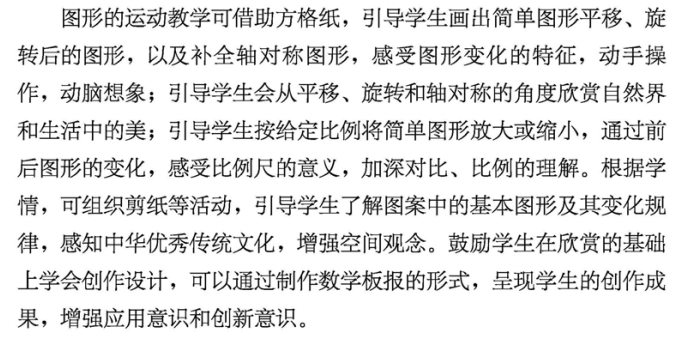 图形的运动教学可借助方格纸，引导学生画出简单图形平移、旋
转后的图形，以及补全轴对称图形，感受图形变化的特征，动手操
作，动脑想象；引导学生会从平移、旋转和轴对称的角度欣赏自然界
和生活中的美；引导学生按给定比例将简单图形放大或缩小，通过前
后图形的变化，感受比例尺的意义，加深对比、比例的理解。根据学
情，可组织剪纸等活动，引导学生了解图案中的基本图形及其变化规
律，感知中华优秀传统文化，增强空间观念。鼓励学生在欣赏的基础
上学会创作设计，可以通过制作数学板报的形式，呈现学生的创作成
果，增强应用意识和创新意识。